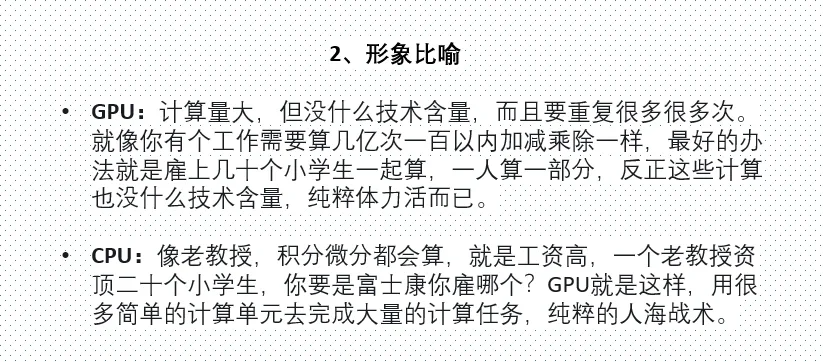 2、形象比喻
• GPU：计算量大，但没什么技术含量，而且要重复很多很多次。
就像你有个工作需要算几亿次一百以内加减乘除一样，最好的办
法就是雇上几十个小学生一起算，一人算一部分，反正这些计算
也没什么技术含量，纯粹体力活而已。
• CPU：像老教授，积分微分都会算，就是工资高，一个老教授资
顶二十个小学生，你要是富士康你雇哪个？GPU就是这样，用很
多简单的计算单元去完成大量的计算任务，纯粹的人海战术。